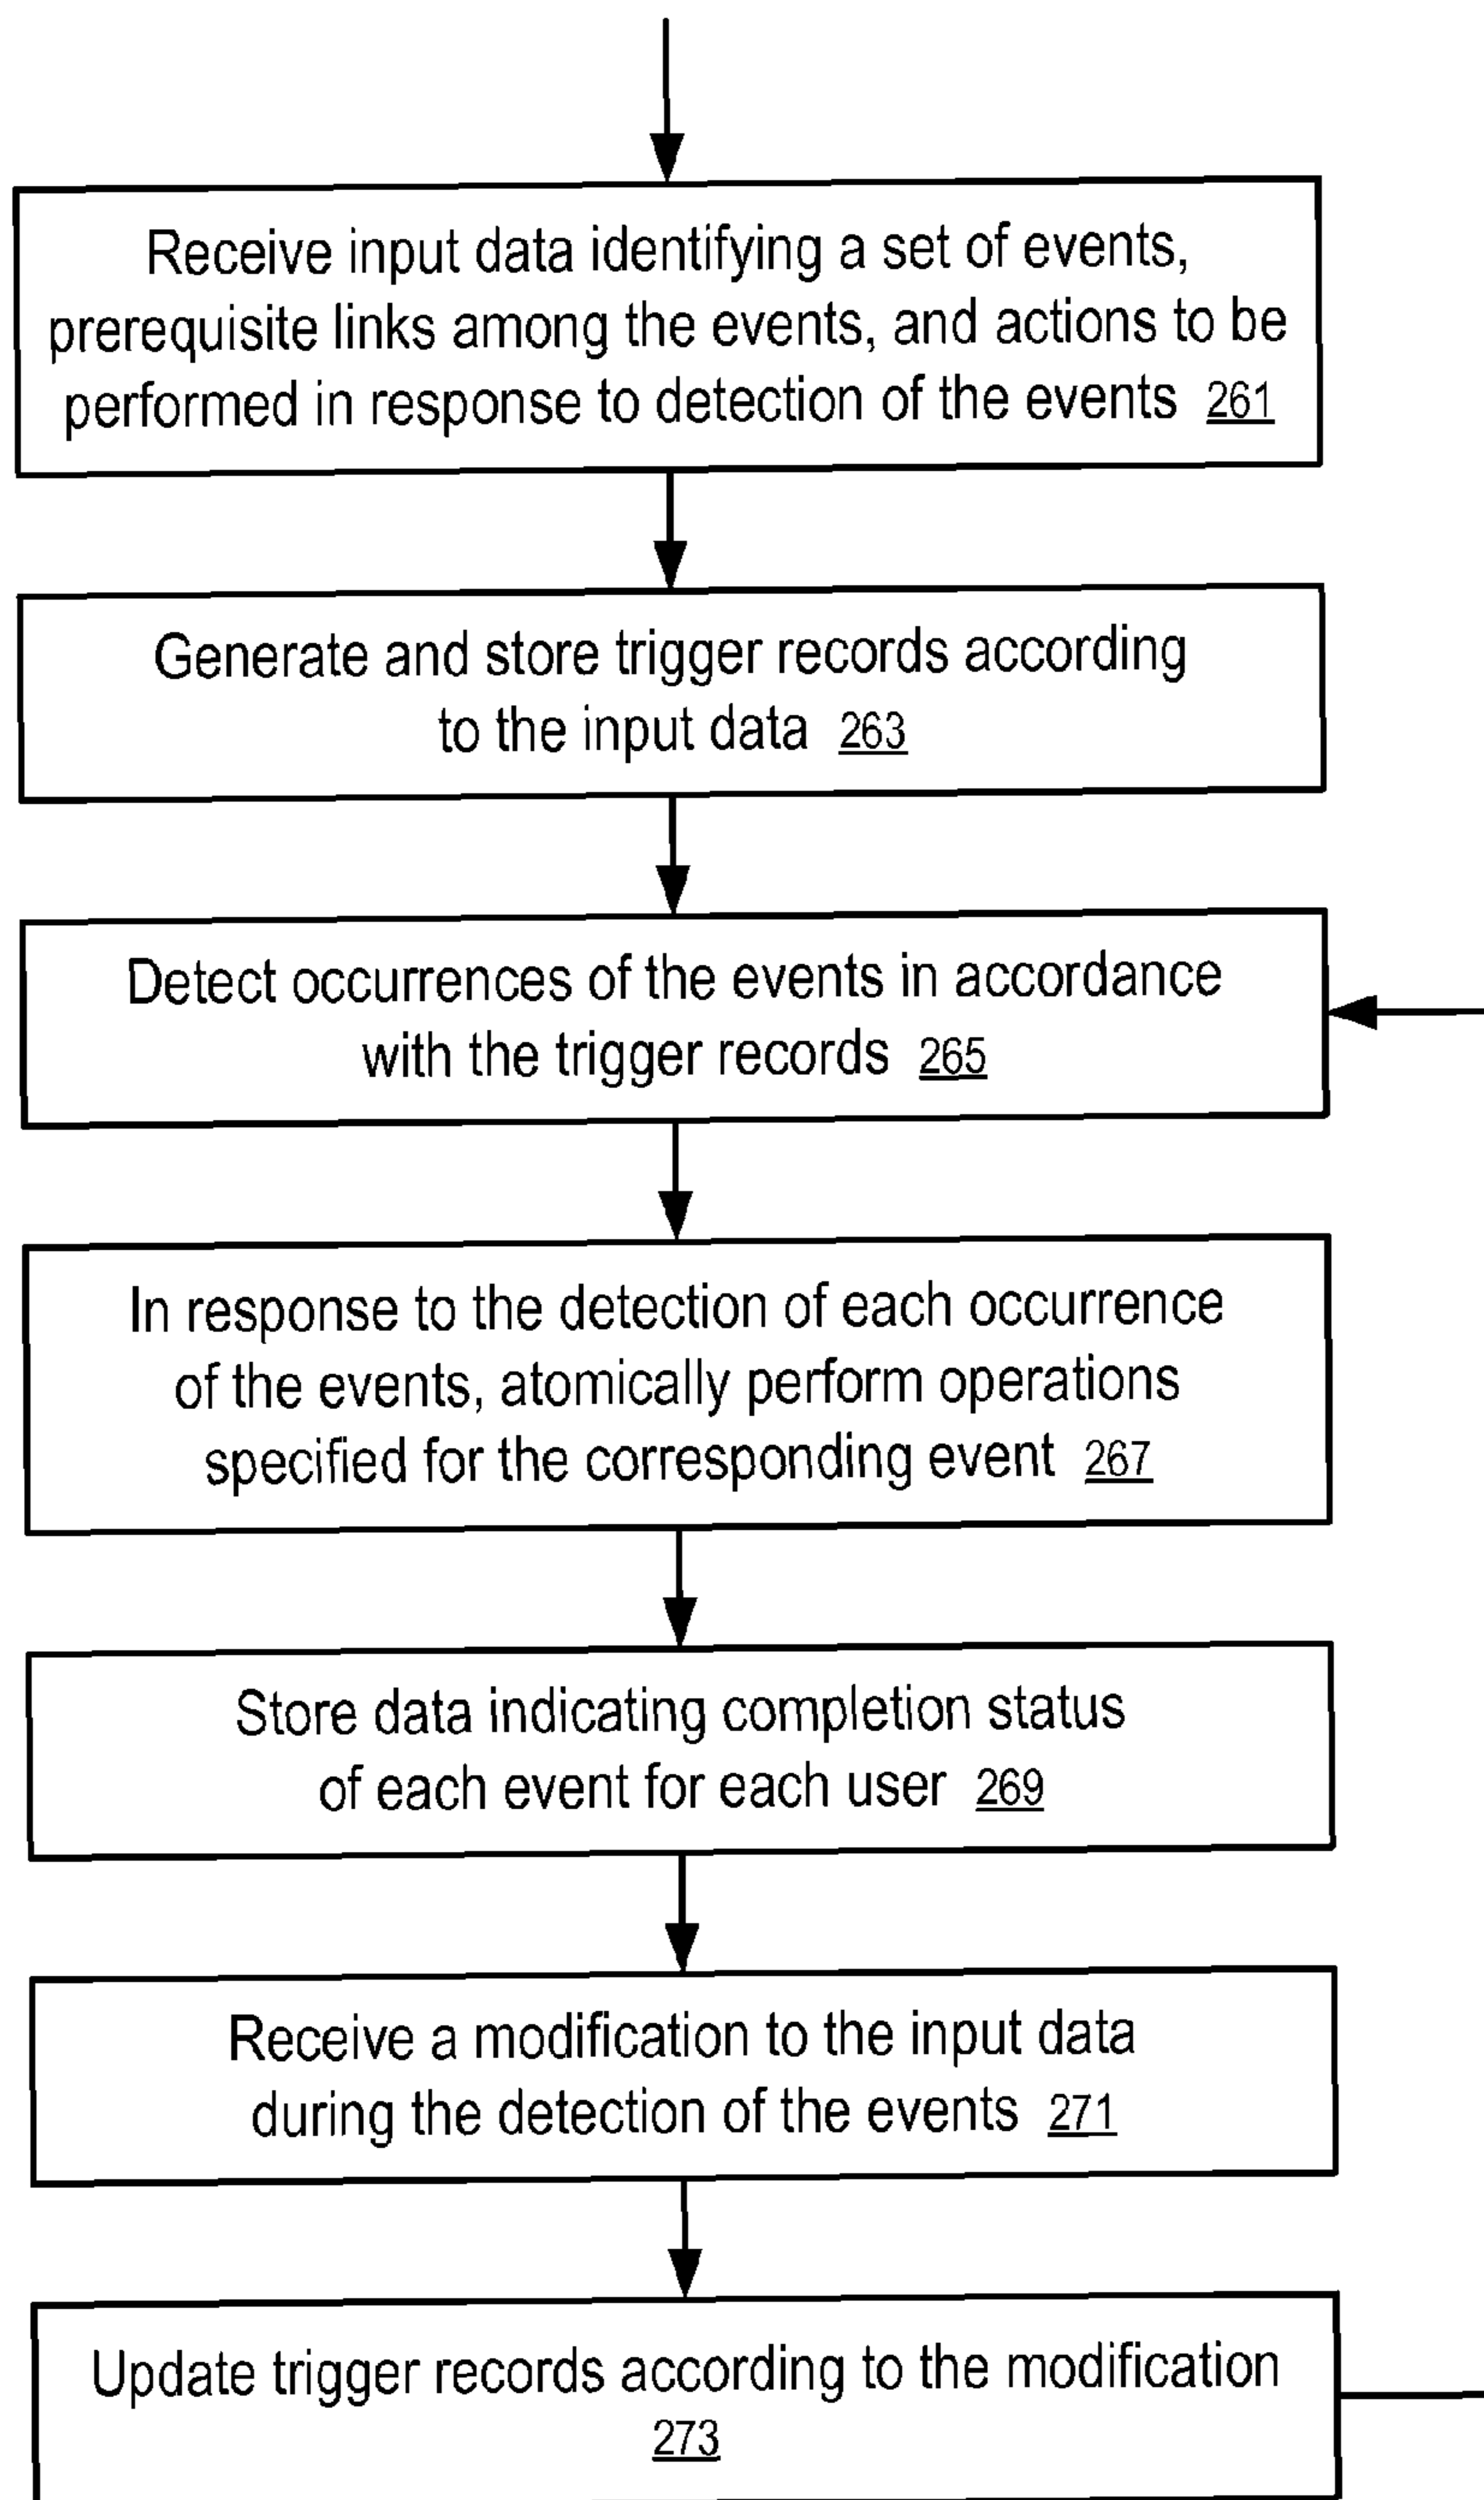 Receive input data identifying a set of events,
prerequisite links among the events, and actions to be
performed in response to detection of the events 261
Generate and store trigger records according
to the input data 263
Detect occurrences of the events in accordance
with the trigger records 265
In response to the detection of each occurrence
of the events, atomically perform operations
specified for the corresponding event 267
Store data indicating completion status
of each event for each user 269
Receive a modification to the input data
during the detection of the events 271
Update trigger records according to the modification
273